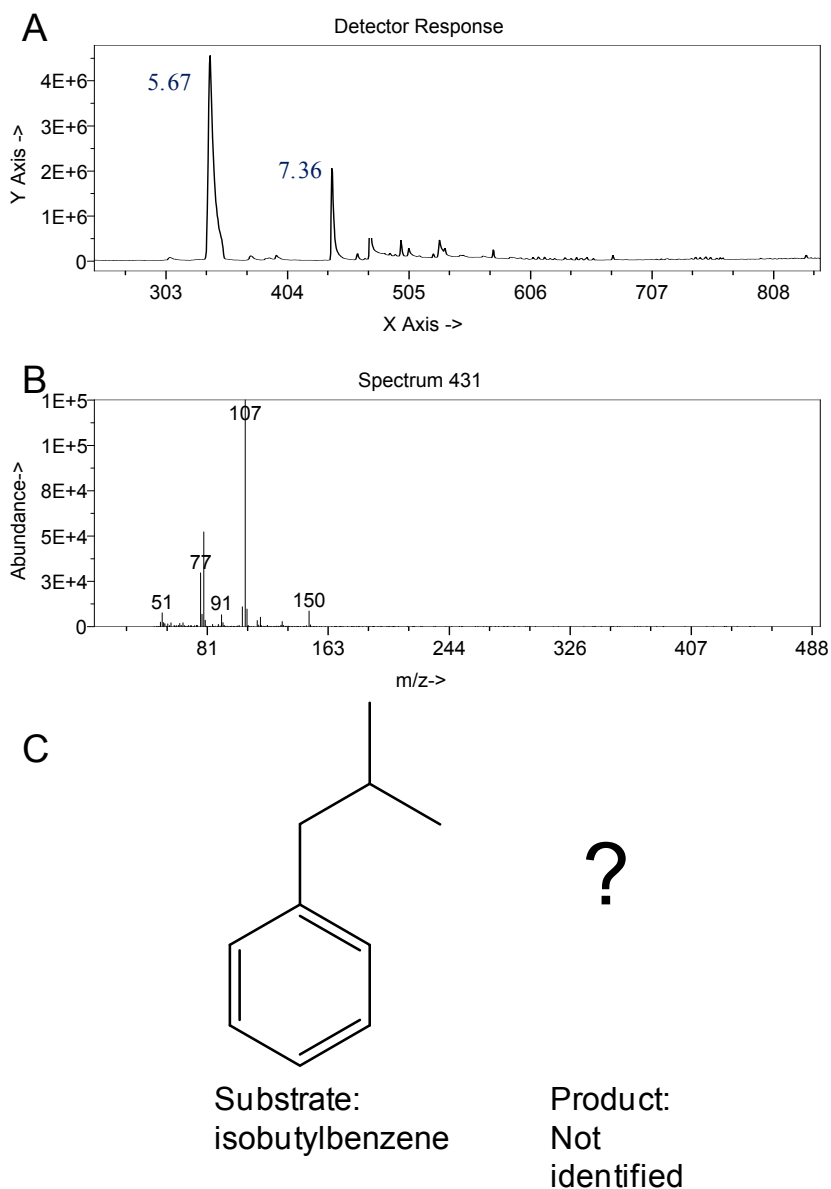 A
Detector Response
Y Axis ->
4E+6
3E+6
2E+6
1E+6
0
5.67
7.36
303 404 505 606 707 808
X Axis ->
B
Spectrum 431
Abundance->
1E+5
1E+5
8E+4
5E+4
3E+4
0
107
77
51
91
150
81 163 244 326 407 488
m/z->
C
?
Substrate:
isobutylbenzene
Product:
Not
identified